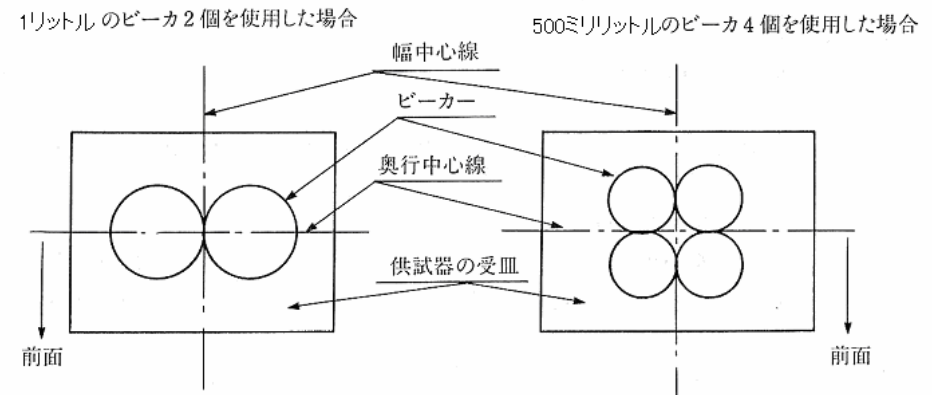 1リットルのビーカ2個を使用した場合
500ミリリットルのビーカ4個を使用した場合
幅中心線
ビーカー
奥行中心線
供試器の受皿
前面
前面